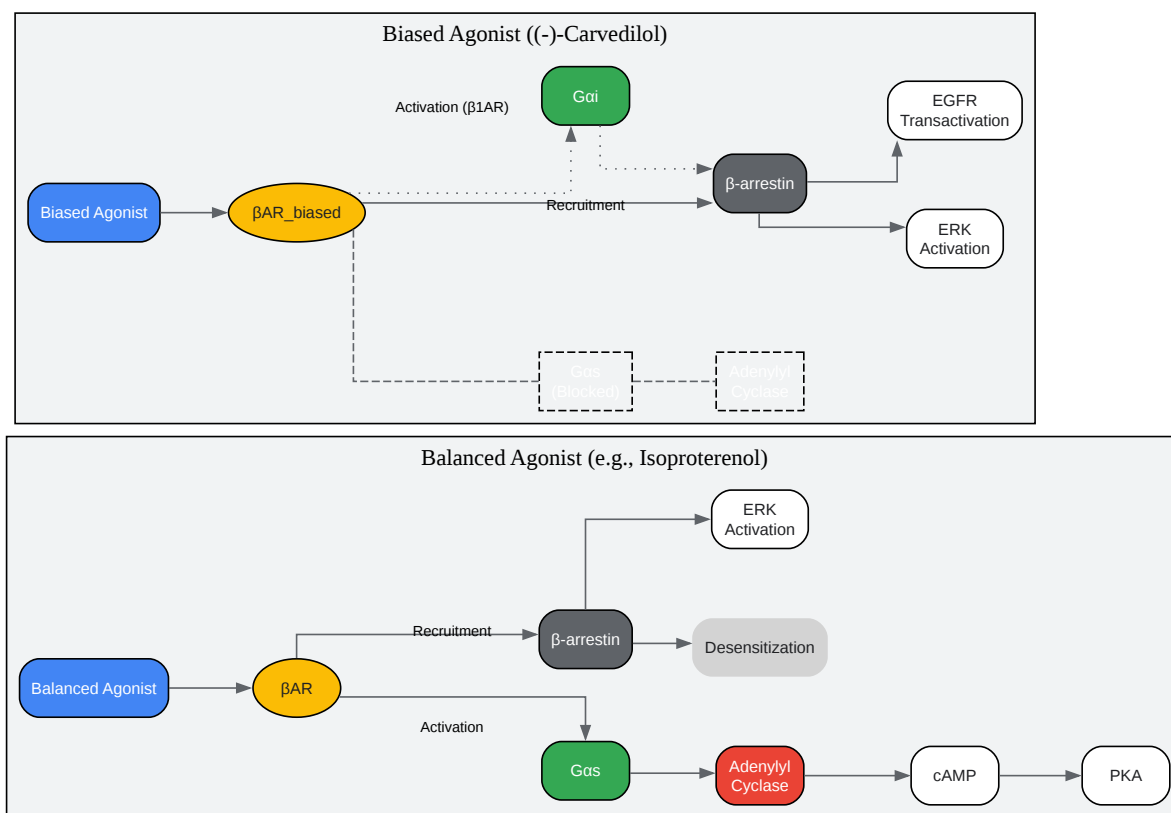 Biased Agonist ((-)-Carvedilol)
Gαi
Activation (β1AR)
EGFR
Transactivation
β-arrestin
Biased Agonist
βAR_biased
Recruitment
ERK
Activation
Gαs
(Blocked)
Adenylyl
Cyclase
Balanced Agonist (e.g., Isoproterenol)
ERK
Activation
Recruitment
β-arrestin
Desensitization
Balanced Agonist
βAR
Activation
Gαs
Adenylyl
Cyclase
cAMP
PKA